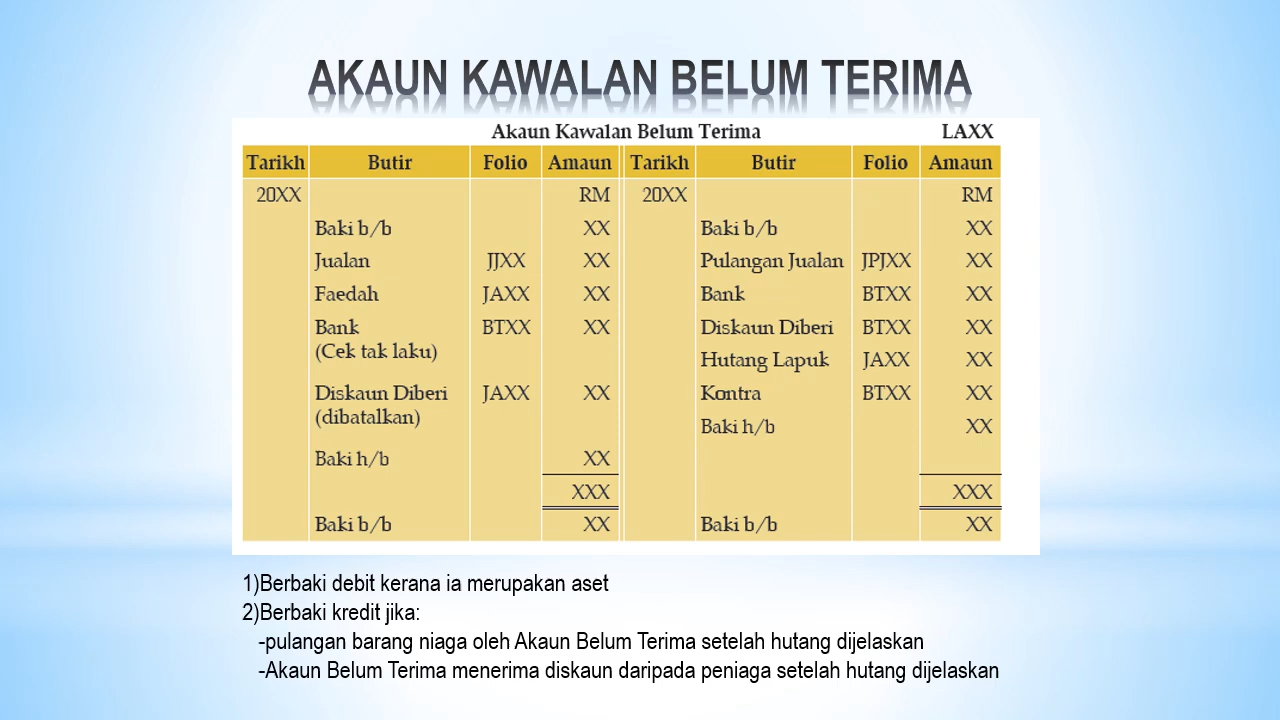 AKAUN KAWALAN BELUM TERIMA
Akaun Kawalan Belum Terima LAXX
Tarikh Butir Folio Amaun Tarikh Butir Folio Amaun
20XX RM 20XX RM
Baki b/b XX Baki b/b XX
Jualan JJXX XX Pulangan Jualan JPJXX XX
Faedah JAXX XX Bank BTXX XX
Bank BTXX XX Diskaun Diberi BTXX XX
(Cek tak laku)
Hutang Lapuk JAXX XX
Diskaun Diberi JAXX XX Kontra BTXX XX
(dibatalkan)
Baki h/b XX
Baki h/b XX
XXX XXX
Baki b/b XX Baki b/b XX
1)Berbaki debit kerana ia merupakan aset
2)Berbaki kredit jika:
-pulangan barang niaga oleh Akaun Belum Terima setelah hutang dijelaskan
-Akaun Belum Terima menerima diskaun daripada peniaga setelah hutang dijelaskan